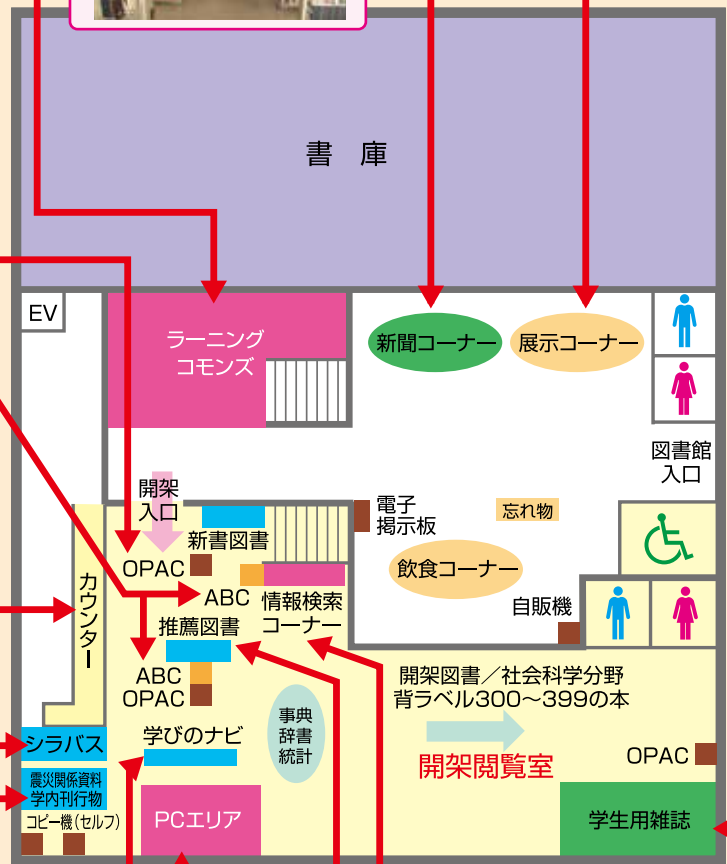 書 庫
EV
ラーニング
コモンズ
新聞コーナー
展示コーナー
図書館
入口
開架
入口
新書図書
電子
掲示板
忘れ物
OPAC
飲食コーナー
カウンター
ABC
情報検索
コーナー
自販機
推薦図書
ABC
OPAC
開架図書／社会科学分野
背ラベル300～399の本
事典
辞書
統計
シラバス
学びのナビ
開架閲覧室
OPAC
震災関係資料
学内刊行物
コピー機(セルフ)
PCエリア
学生用雑誌